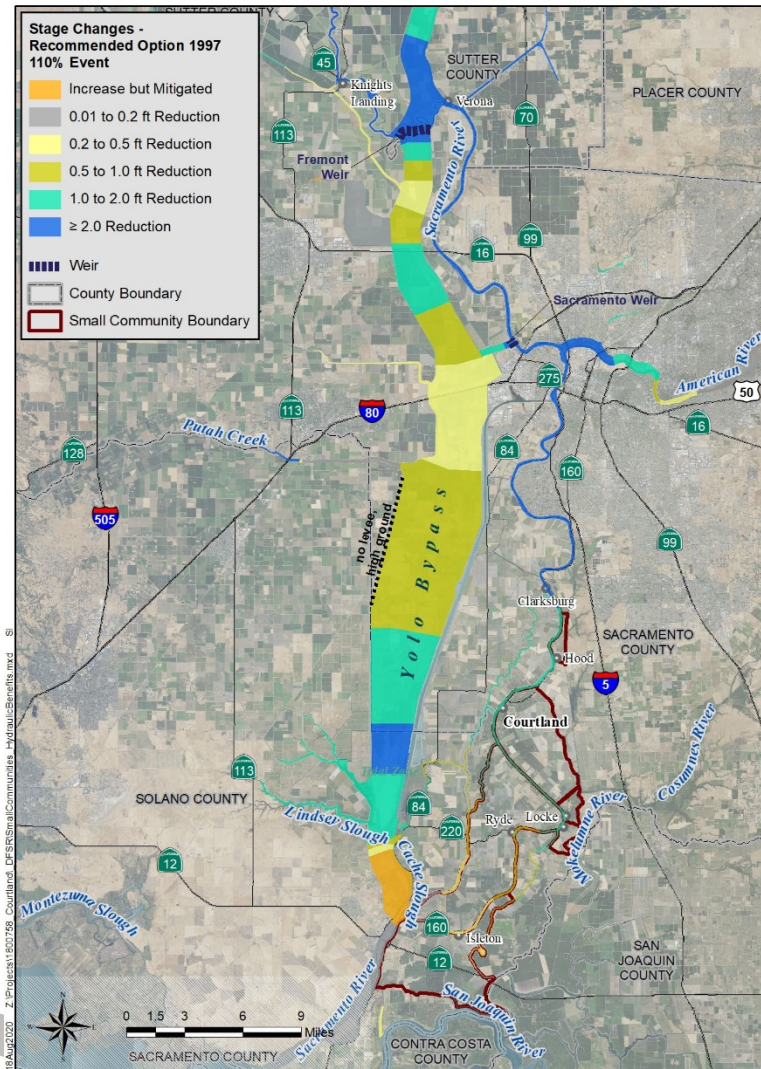 SUTTER COUNTY
Stage Changes -
Recommended Option 1997
110% Event
Increase but Mitigated
0.01 to 0.2 ft Reduction
0.2 to 0.5 ft Reduction
0.5 to 1.0 ft Reduction
1.0 to 2.0 ft Reduction
≥ 2.0 Reduction
Weir
County Boundary
Small Community Boundary
45
Knights
Landing
113
Fremont
Weir
SUTTER
COUNTY
Verona
70
PLACER COUNTY
Sacramento River
99
16
Sacramento Weir
275
American River
50
113
80
Putah Creek
128
84
16
160
505
99
no levee,
high ground
Yolo Bypass
Clarksburg
SACRAMENTO
COUNTY
Hood
5
Courtland
Cosumnes River
113
SOLANO COUNTY
84
Lindsey Slough
220
Ryde
Locke
Mokelumne River
Cache Slough
12
Montezuma Slough
160
Isleton
12
SAN
JOAQUIN
COUNTY
Sacramento River
San Joaquin River
N
W
E
S
0 1.5 3 6 9
Miles
SACRAMENTO COUNTY
CONTRA COSTA
COUNTY
18Aug2020 Z:\Projects\1800758_Courtland\_DFSR\SmallCommunities_HydraulicBenefits.mxd SI